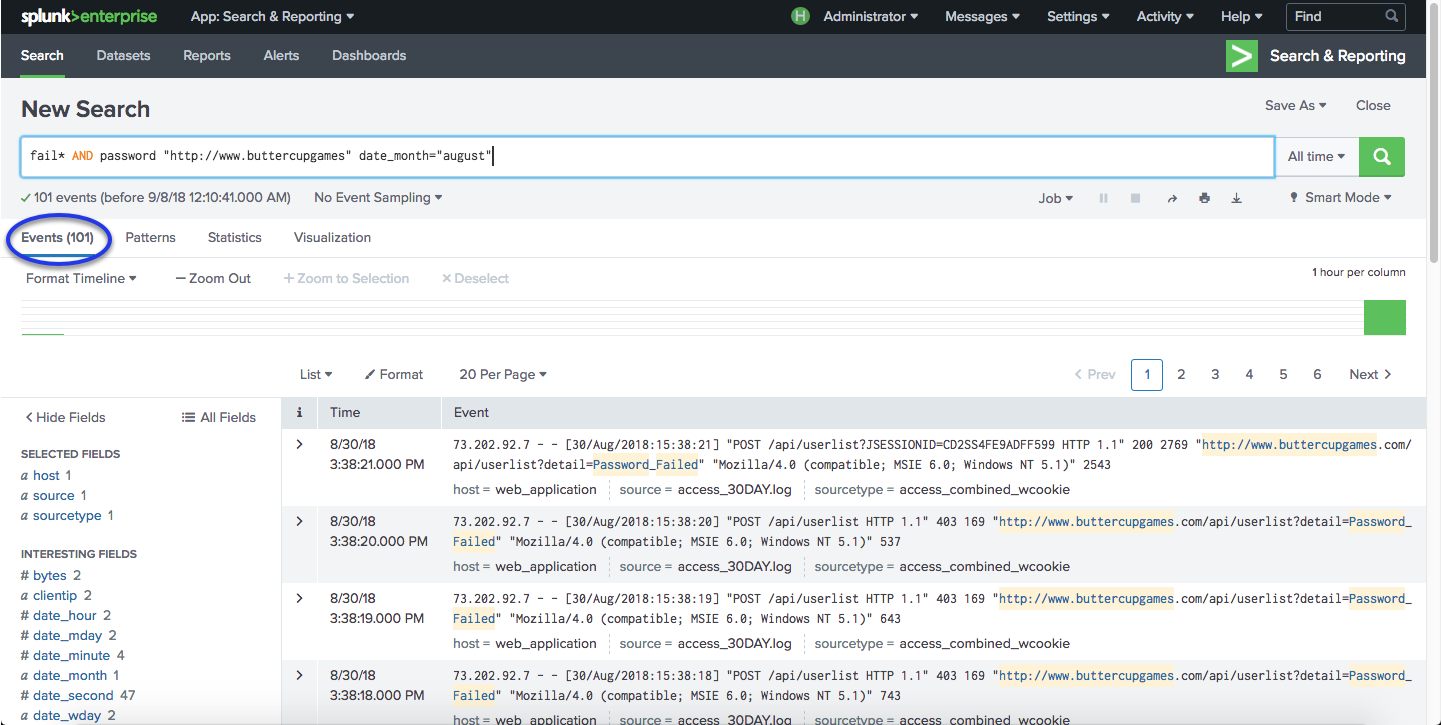 splunk>enterprise App: Search & Reporting ▾ H Administrator ▾ Messages ▾ Settings ▾ Activity ▾ Help ▾ Find
Search Datasets Reports Alerts Dashboards > Search & Reporting
New Search Save As ▾ Close
fail* AND password "http://www.buttercupgames" date_month="august" All time ▾
✓ 101 events (before 9/8/18 12:10:41.000 AM) No Event Sampling ▾ Job ▾ Smart Mode ▾
Events (101) Patterns Statistics Visualization
Format Timeline ▾ — Zoom Out + Zoom to Selection × Deselect 1 hour per column
List ▾ Format 20 Per Page ▾ < Prev 1 2 3 4 5 6 Next >
< Hide Fields All Fields
SELECTED FIELDS
a host 1
a source 1
a sourcetype 1
INTERESTING FIELDS
# bytes 2
a clientip 2
# date_hour 2
# date_mday 2
# date_minute 4
a date_month 1
# date_second 47
a date_wday 2
i Time Event
> 8/30/18 3:38:21.000 PM
73.202.92.7 - - [30/Aug/2018:15:38:21] "POST /api/userlist?JSESSIONID=CD2SS4FE9ADFF599 HTTP 1.1" 200 2769 "http://www.buttercupgames.com/
api/userlist?detail=Password_Failed" "Mozilla/4.0 (compatible; MSIE 6.0; Windows NT 5.1)" 2543
host = web_application source = access_30DAY.log sourcetype = access_combined_wcookie
> 8/30/18 3:38:20.000 PM
73.202.92.7 - - [30/Aug/2018:15:38:20] "POST /api/userlist HTTP 1.1" 403 169 "http://www.buttercupgames.com/api/userlist?detail=Password_
Failed" "Mozilla/4.0 (compatible; MSIE 6.0; Windows NT 5.1)" 537
host = web_application source = access_30DAY.log sourcetype = access_combined_wcookie
> 8/30/18 3:38:19.000 PM
73.202.92.7 - - [30/Aug/2018:15:38:19] "POST /api/userlist HTTP 1.1" 403 169 "http://www.buttercupgames.com/api/userlist?detail=Password_
Failed" "Mozilla/4.0 (compatible; MSIE 6.0; Windows NT 5.1)" 643
host = web_application source = access_30DAY.log sourcetype = access_combined_wcookie
> 8/30/18 3:38:18.000 PM
73.202.92.7 - - [30/Aug/2018:15:38:18] "POST /api/userlist HTTP 1.1" 403 169 "http://www.buttercupgames.com/api/userlist?detail=Password_
Failed" "Mozilla/4.0 (compatible; MSIE 6.0; Windows NT 5.1)" 743
host = web_application source = access_30DAY.log sourcetype = access_combined_wcookie